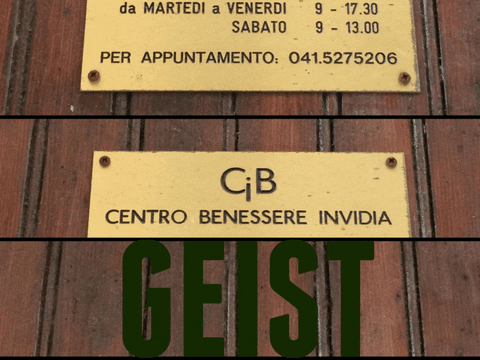 da MARTEDI a VENERDI 9 - 17.30
SABATO 9 - 13.00
PER APPUNTAMENTO: 041.5275206
CiB
CENTRO BENESSERE INVIDIA
GEIST